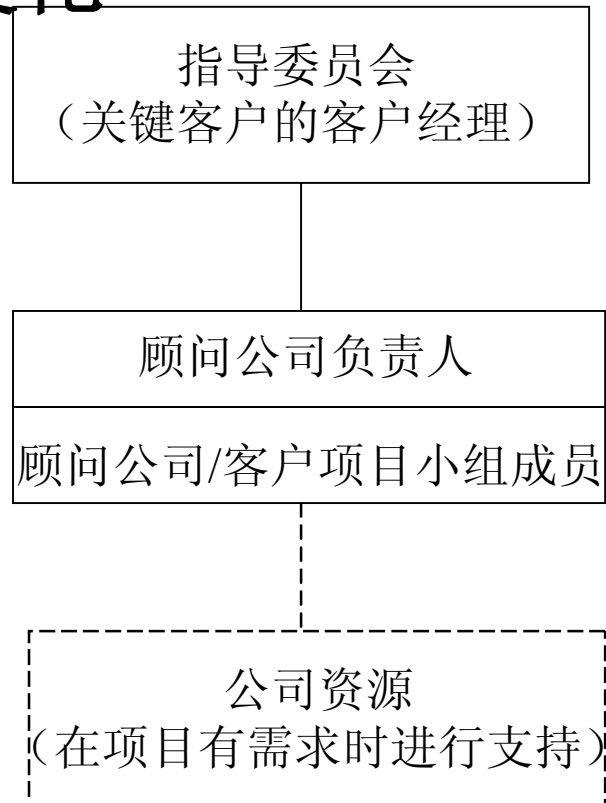 指导委员会
（关键客户的客户经理）
顾问公司负责人
顾问公司/客户项目小组成员
公司资源
（在项目有需求时进行支持）